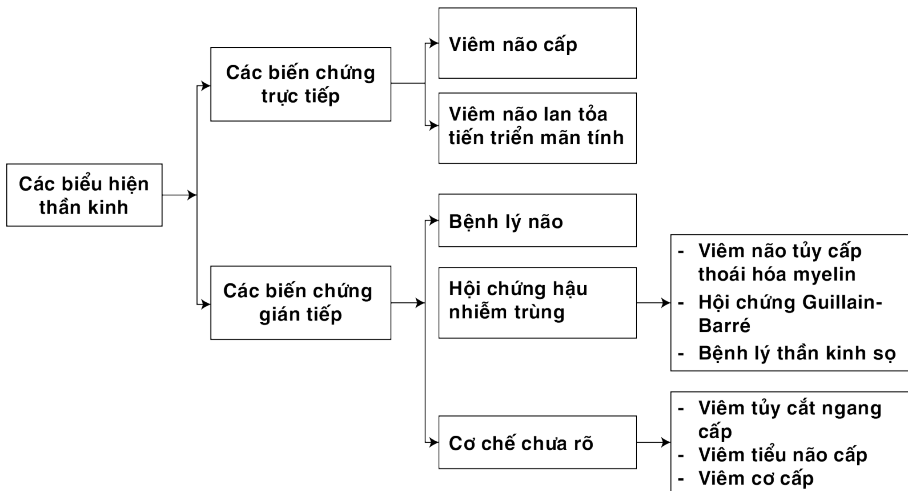 Các biểu hiện
thần kinh
Các biến chứng
trực tiếp
Viêm não cấp
Viêm não lan tỏa
tiến triển mãn tính
Các biến chứng
gián tiếp
Bệnh lý não
Hội chứng hậu
nhiễm trùng
- Viêm não tủy cấp
thoái hóa myelin
- Hội chứng Guillain-
Barré
- Bệnh lý thần kinh sọ
Cơ chế chưa rõ
- Viêm tủy cắt ngang
cấp
- Viêm tiểu não cấp
- Viêm cơ cấp